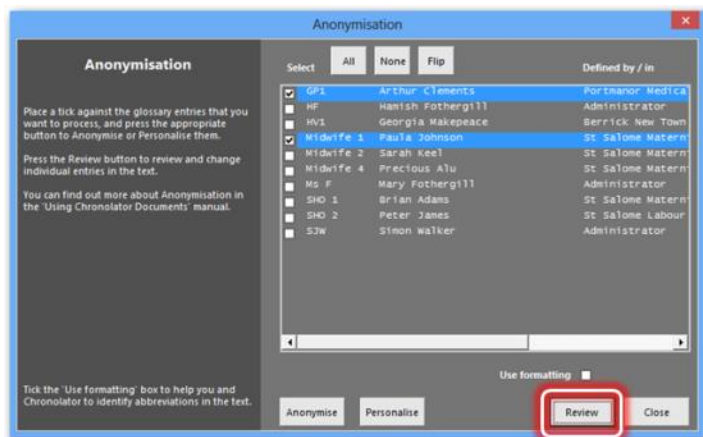 Anonymisation
Anonymisation
Place a tick against the glossary entries that you
want to process, and press the appropriate
button to Anonymise or Personalise them.
Press the Review button to review and change
individual entries in the text.
You can find out more about Anonymisation in
the 'Using Chronolator Documents' manual.
Tick the 'Use formatting' box to help you and
Chronolator to identify abbreviations in the text.
Select All None Flip Defined by / in
GP1 Arthur Clements Portmanor Medica
HF Hamish Fothergill Administrator
HV1 Georgia Makepeace Berrick New Town
Midwife 1 Paula Johnson St Salome Matern
Midwife 2 Sarah Keel St Salome Matern
Midwife 4 Precious Alu St Salome Matern
Ms F Mary Fothergill Administrator
SHO 1 Brian Adams St Salome Matern
SHO 2 Peter James St Salome Labour
SJW Simon Walker Administrator
Use formatting
Anonymise Personalise Review Close